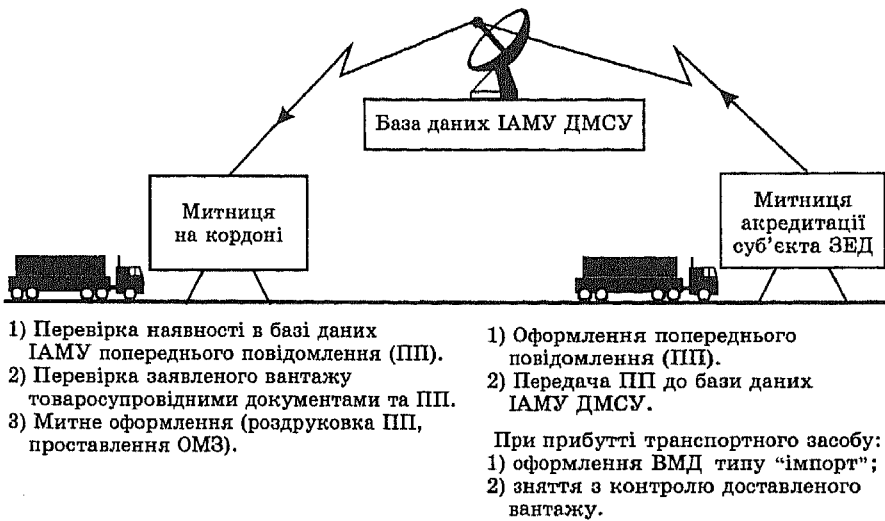 База даних ІАМУ ДМСУ
Митниця
на кордоні
Митниця
акредитації
суб’єкта ЗЕД
1) Перевірка наявності в базі даних
ІАМУ попереднього повідомлення (ПП).
2) Перевірка заявленого вантажу
товаросупровідними документами та ПП.
3) Митне оформлення (роздруковка ПП,
проставлення ОМЗ).
1) Оформлення попереднього
повідомлення (ПП).
2) Передача ПП до бази даних
ІАМУ ДМСУ.
При прибутті транспортного засобу:
1) оформлення ВМД типу “імпорт”;
2) зняття з контролю доставленого
вантажу.